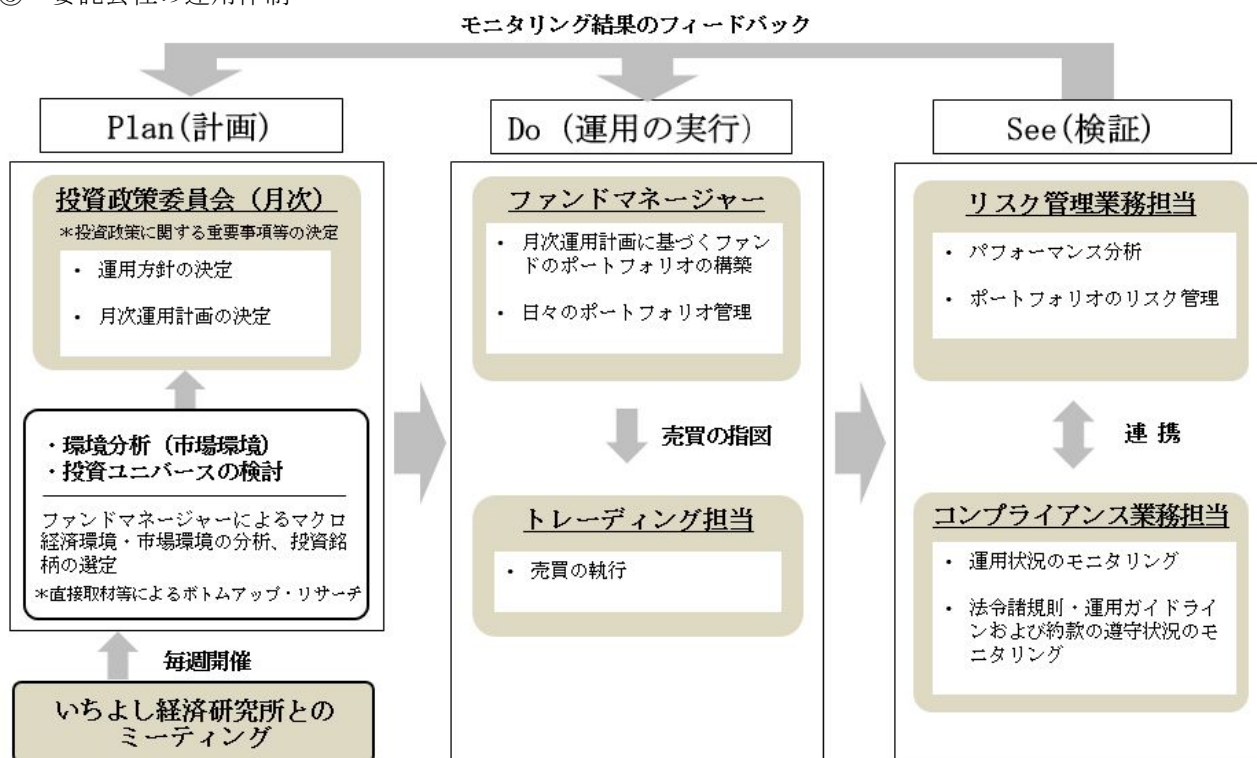 委託会社の運用体制
モニタリング結果のフィードバック
Plan(計画)
投資政策委員会（月次）
＊投資政策に関する重要事項等の決定
・ 運用方針の決定
・ 月次運用計画の決定
・環境分析（市場環境）
・投資ユニバースの検討
ファンドマネージャーによるマクロ
経済環境・市場環境の分析、投資銘
柄の選定
＊直接取材等によるボトムアップ・リサーチ
毎週開催
いちよし経済研究所との
ミーティング
Do (運用の実行)
ファンドマネージャー
・ 月次運用計画に基づくファン
ドのポートフォリオの構築
・ 日々のポートフォリオ管理
売買の指図
トレーディング担当
・ 売買の執行
See(検証)
リスク管理業務担当
・ パフォーマンス分析
・ ポートフォリオのリスク管理
連 携
コンプライアンス業務担当
・ 運用状況のモニタリング
・ 法令諸規則・運用ガイドライ
ンおよび約款の遵守状況のモ
ニタリング